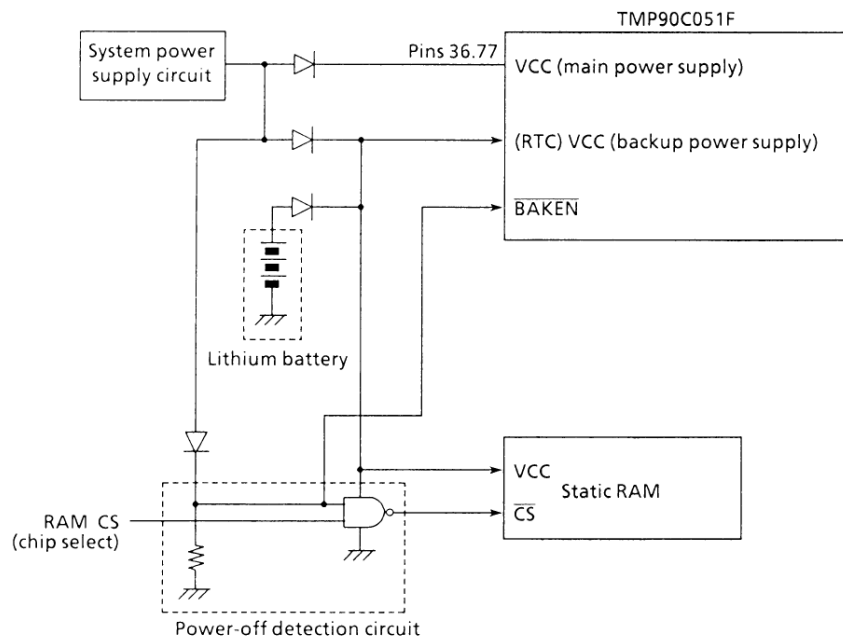 TMP90C051F
System power
supply circuit
Pins 36.77
VCC (main power supply)
(RTC) VCC (backup power supply)
BAKEN
Lithium battery
VCC
Static RAM
CS
RAM CS
(chip select)
Power-off detection circuit